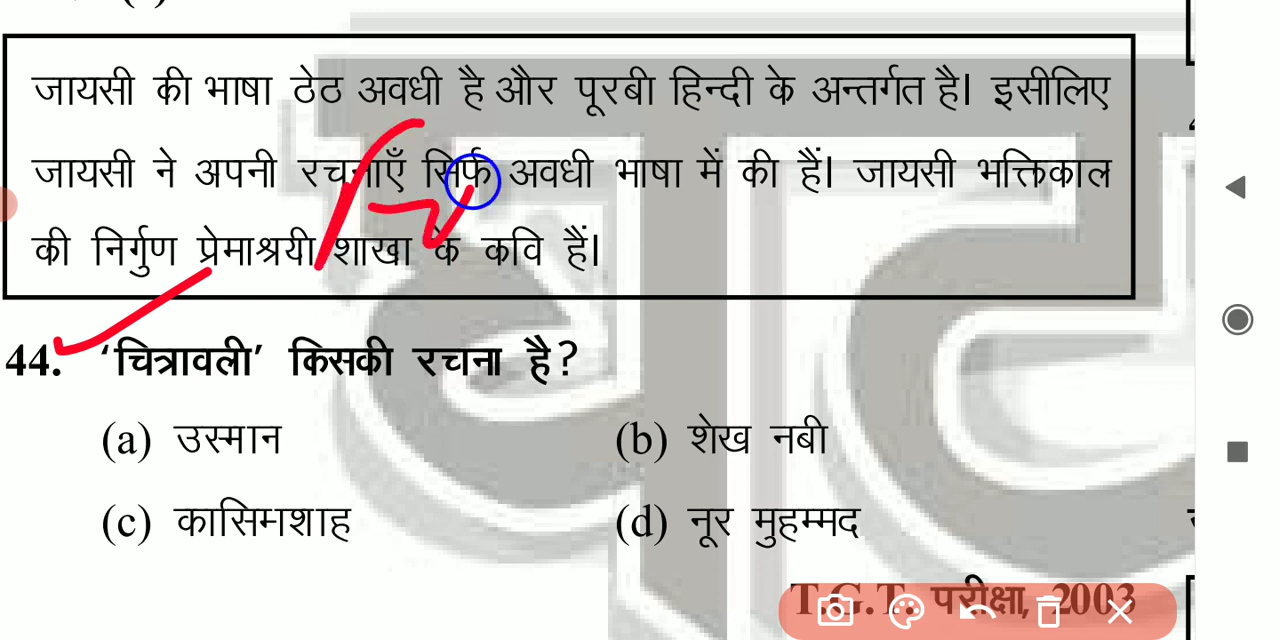 जायसी की भाषा ठेठ अवधी है और पूरबी हिन्दी के अन्तर्गत है। इसीलिए
जायसी ने अपनी रचनाएँ सिर्फ अवधी भाषा में की हैं। जायसी भक्तिकाल
की निर्गुण प्रेमाश्रयी शाखा के कवि हैं।
44. ‘चित्रावली’ किसकी रचना है?
(a) उस्मान (b) शेख नबी
(c) कासिमशाह (d) नूर मुहम्मद
T.G.T. परीक्षा, 2003